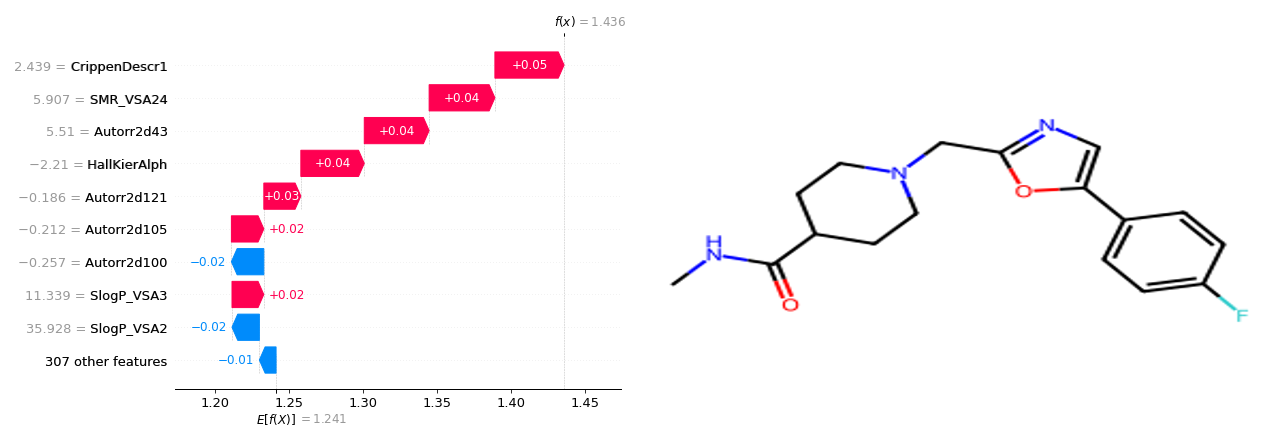 f(x) = 1.436
2.439 = CrippenDescr1
+0.05
5.907 = SMR_VSA24
+0.04
5.51 = Autorr2d43
+0.04
−2.21 = HallKierAlph
+0.04
−0.186 = Autorr2d121
+0.03
−0.212 = Autorr2d105
+0.02
−0.257 = Autorr2d100
−0.02
11.339 = SlogP_VSA3
+0.02
35.928 = SlogP_VSA2
−0.02
307 other features
−0.01
1.20 1.25 1.30 1.35 1.40 1.45
E[f(X)] = 1.241
N
O
N
H
N
O
F